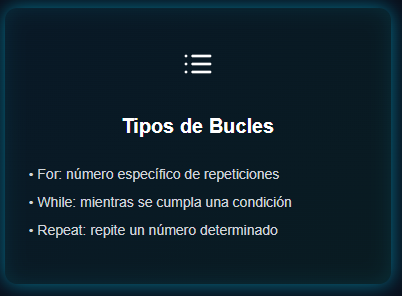 Tipos de Bucles
• For: número específico de repeticiones
• While: mientras se cumpla una condición
• Repeat: repite un número determinado